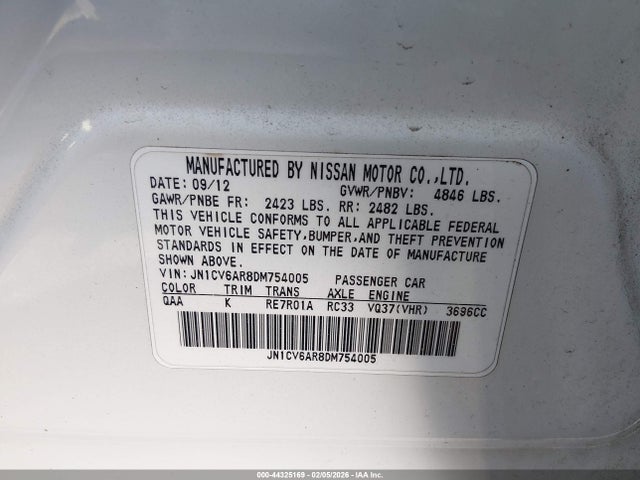 MANUFACTURED BY NISSAN MOTOR CO.,LTD.
DATE: 09/12 GVWR/PNBV: 4846 LBS.
GAWR/PNBE FR: 2423 LBS. RR: 2482 LBS.
THIS VEHICLE CONFORMS TO ALL APPLICABLE FEDERAL
MOTOR VEHICLE SAFETY, BUMPER, AND THEFT PREVENTION
STANDARDS IN EFFECT ON THE DATE OF MANUFACTURE
SHOWN ABOVE.
VIN: JN1CV6AR8DM754005 PASSENGER CAR
COLOR TRIM TRANS AXLE ENGINE
QAA K RE7R01A RC33 VQ37(VHR) 3696CC
JN1CV6AR8DM754005
000-44325169 - 02/05/2026 - IAA Inc.